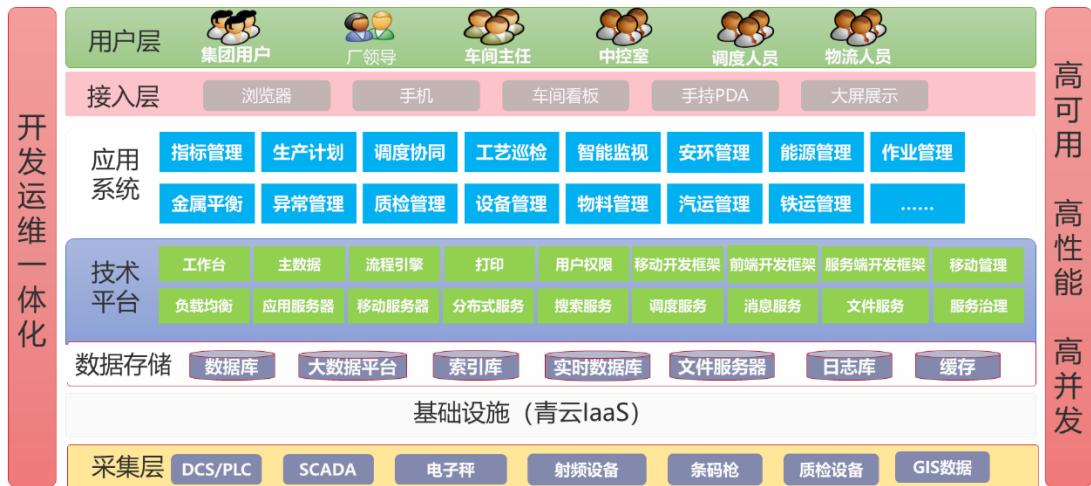 用户层
集团用户
厂领导
车间主任
中控室
调度人员
物流人员
接入层
浏览器
手机
车间看板
手持PDA
大屏展示
开发运维一体化
应用
系统
指标管理
生产计划
调度协同
工艺巡检
智能监视
安环管理
能源管理
作业管理
金属平衡
异常管理
质检管理
设备管理
物料管理
汽运管理
铁运管理
......
技术
平台
工作台
主数据
流程引擎
打印
用户权限
移动开发框架
前端开发框架
服务端开发框架
移动管理
负载均衡
应用服务器
移动服务器
分布式服务
搜索服务
调度服务
消息服务
文件服务
服务治理
数据存储
数据库
大数据平台
索引库
实时数据库
文件服务器
日志库
缓存
基础设施（青云IaaS）
采集层
DCS/PLC
SCADA
电子秤
射频设备
条码枪
质检设备
GIS数据
高可用 高性能 高并发